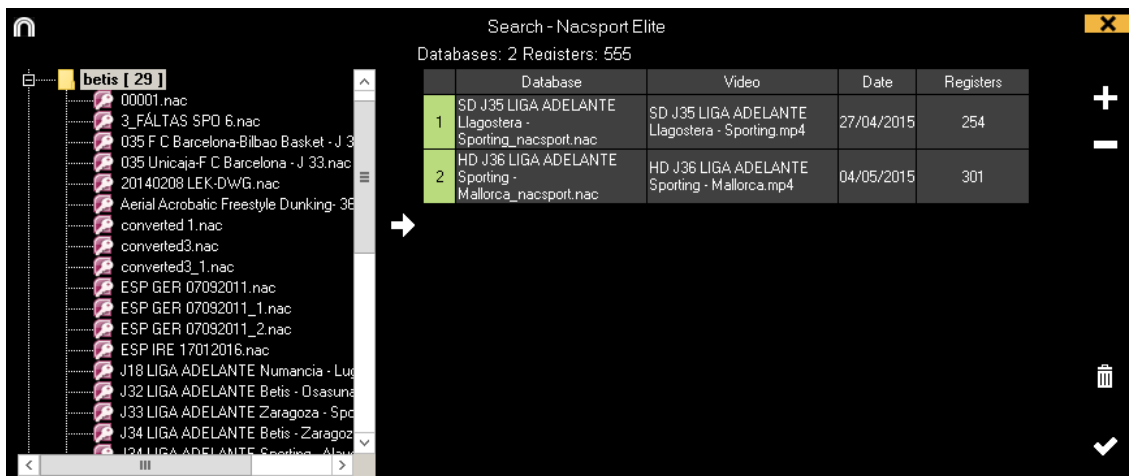 Search - Nacsport Elite
Databases: 2 Registers: 555
betis [ 29 ]
00001.nac
3_FÁLTAS SPO 6.nac
035 F C Barcelona-Bilbao Basket - J 3
035 Unicaja-F C Barcelona - J 33.nac
20140208 LEK-DWG.nac
Aerial Acrobatic Freestyle Dunking- 3E
converted 1.nac
converted3.nac
converted3_1.nac
ESP GER 07092011.nac
ESP GER 07092011_1.nac
ESP GER 07092011_2.nac
ESP IRE 17012016.nac
J18 LIGA ADELANTE Numancia - Lug
J32 LIGA ADELANTE Betis - Osasuna
J33 LIGA ADELANTE Zaragoza - Spo
J34 LIGA ADELANTE Betis - Zaragoz
J34 LIGA ADELANTE Sporting - Alav
Database Video Date Registers
1
SD J35 LIGA ADELANTE
Llagostera -
Sporting_nacsport.nac
SD J35 LIGA ADELANTE
Llagostera - Sporting.mp4
27/04/2015
254
2
HD J36 LIGA ADELANTE
Sporting -
Mallorca_nacsport.nac
HD J36 LIGA ADELANTE
Sporting - Mallorca.mp4
04/05/2015
301